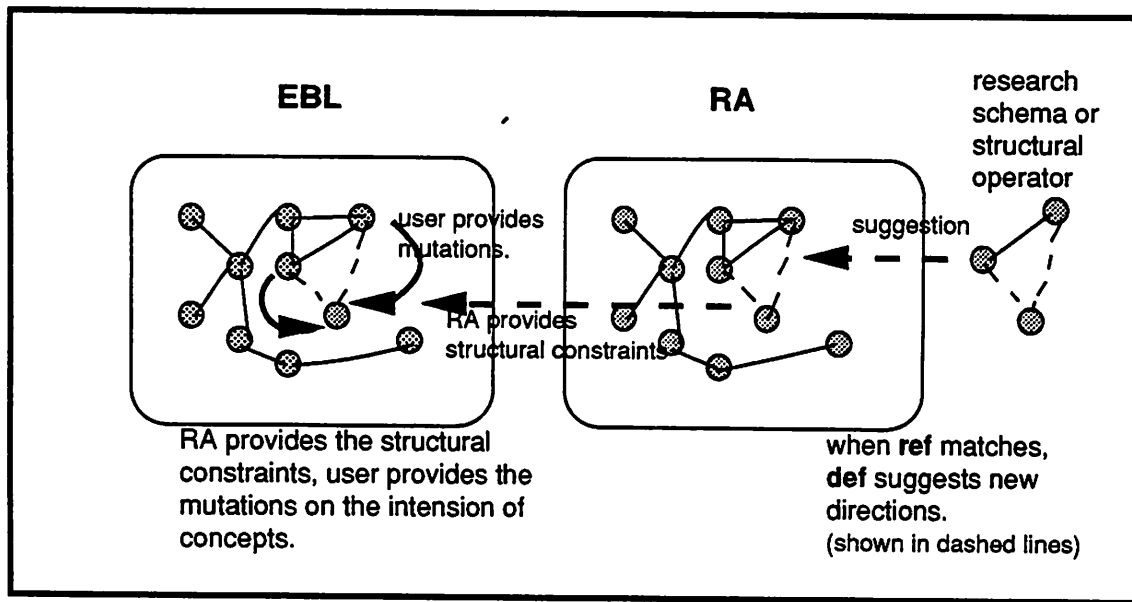 EBL
RA
research
schema or
structural
operator
user provides
mutations.
suggestion
RA provides
structural constraints
RA provides the structural
constraints, user provides the
mutations on the intension of
concepts.
when ref matches,
def suggests new
directions.
(shown in dashed lines)